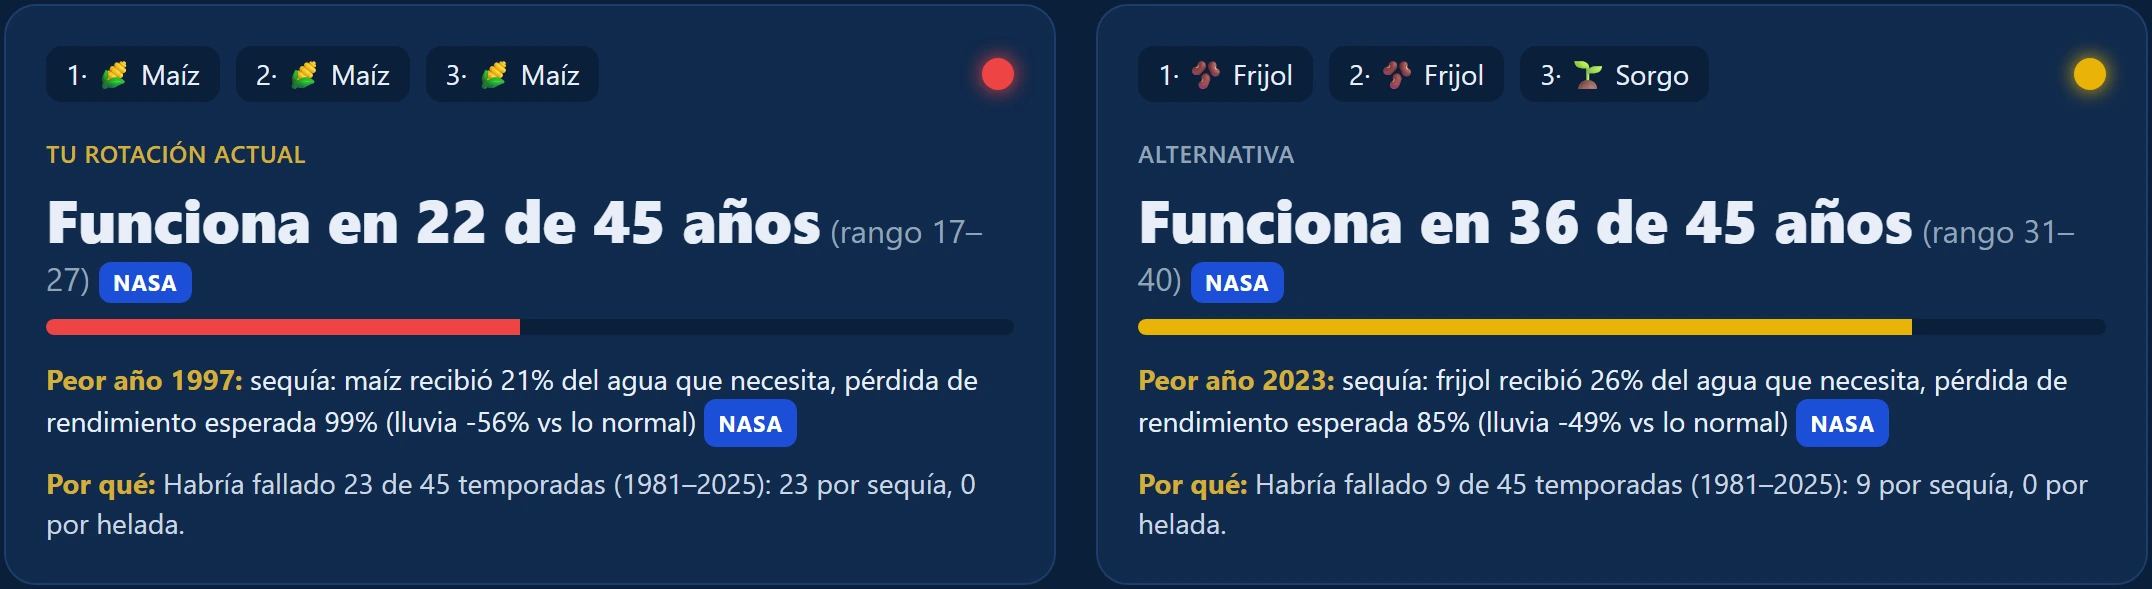 1· Maíz 2· Maíz 3· Maíz
TU ROTACIÓN ACTUAL
Funciona en 22 de 45 años (rango 17–
27) NASA
Peor año 1997: sequía: maíz recibió 21% del agua que necesita, pérdida de
rendimiento esperada 99% (lluvia -56% vs lo normal) NASA
Por qué: Habría fallado 23 de 45 temporadas (1981–2025): 23 por sequía, 0
por helada.
1· Frijol 2· Frijol 3· Sorgo
ALTERNATIVA
Funciona en 36 de 45 años (rango 31–
40) NASA
Peor año 2023: sequía: frijol recibió 26% del agua que necesita, pérdida de
rendimiento esperada 85% (lluvia -49% vs lo normal) NASA
Por qué: Habría fallado 9 de 45 temporadas (1981–2025): 9 por sequía, 0 por
helada.